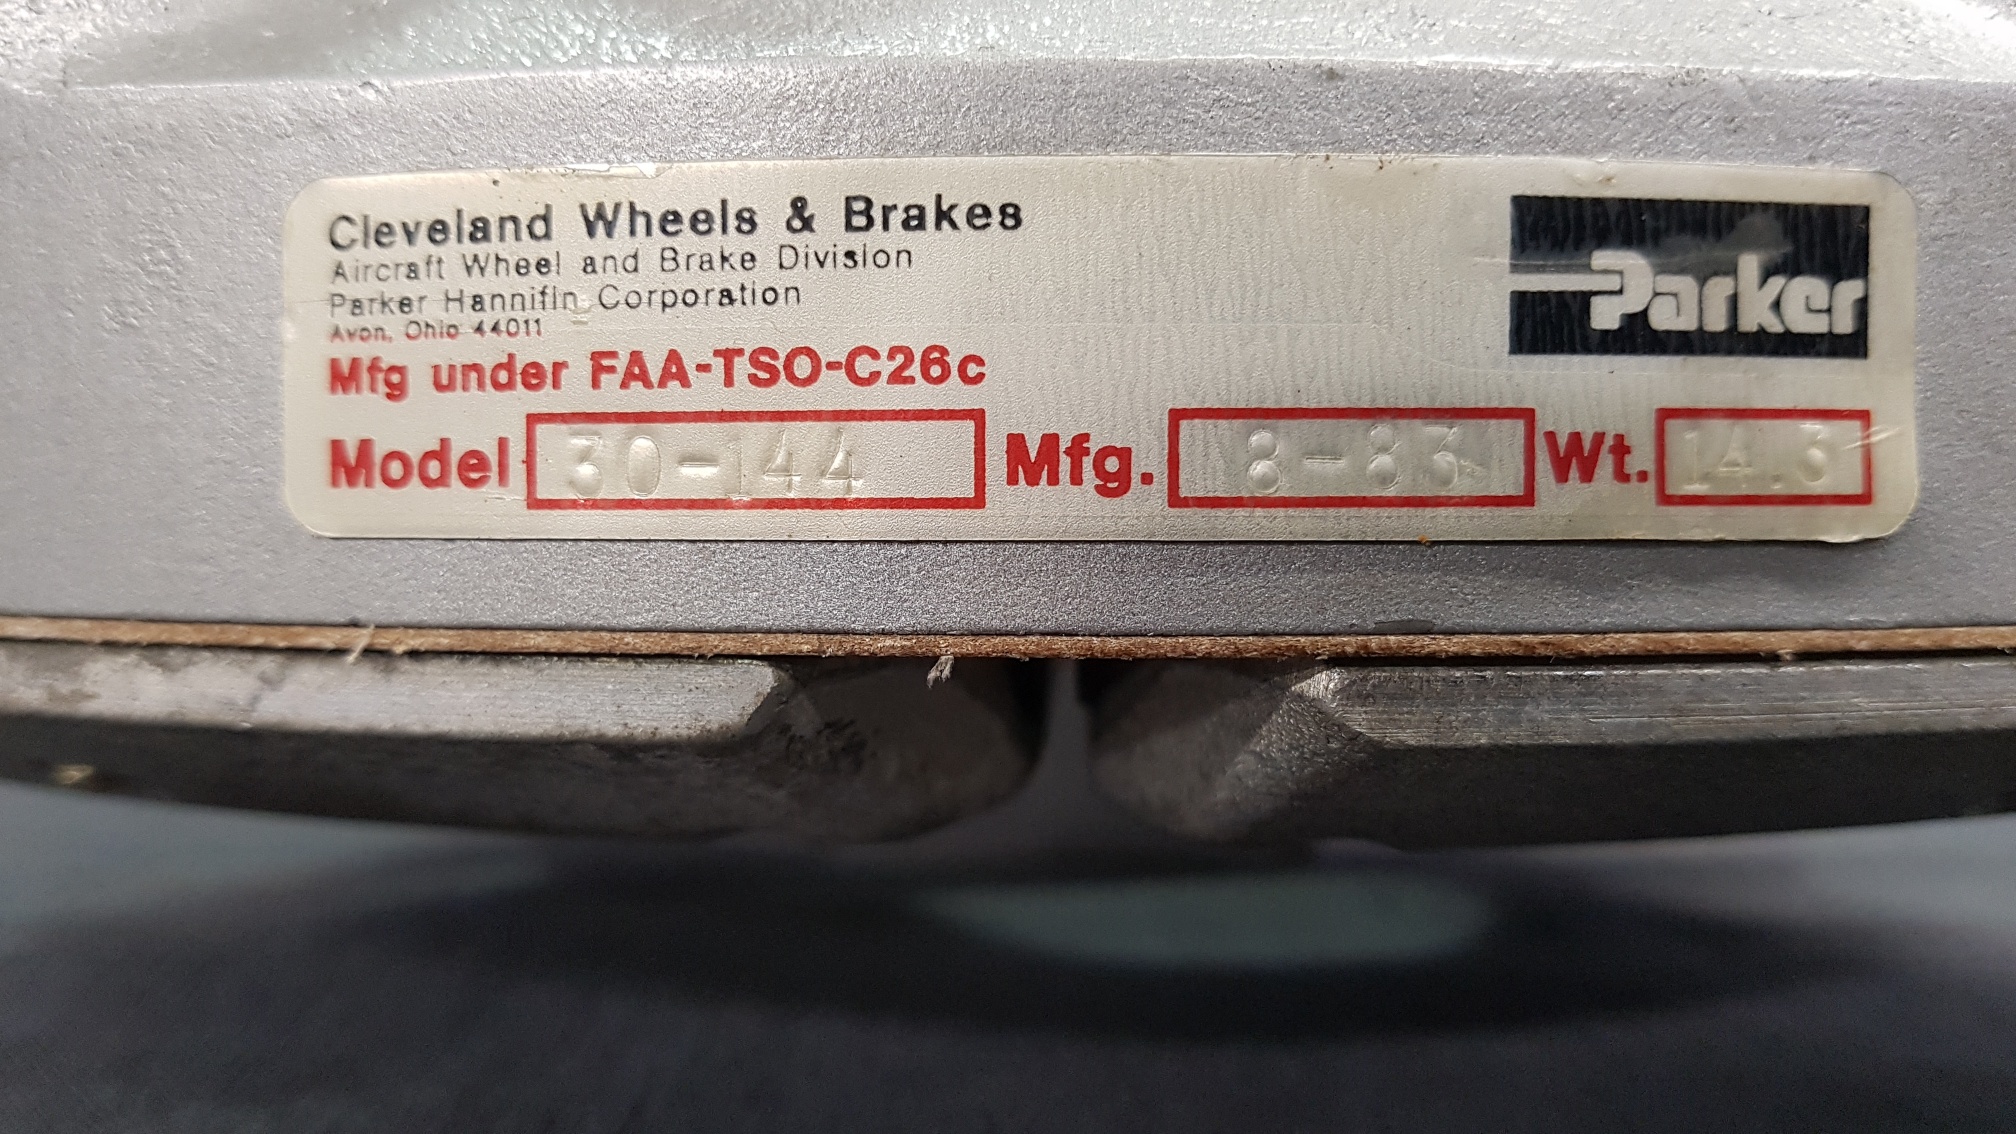 Cleveland Wheels & Brakes
Aircraft Wheel and Brake Division
Parker Hannifin Corporation
Avon, Ohio 44011
Parker
Mfg under FAA-TSO-C26c
Model 30-144 Mfg. 8-83 Wt. 14.3